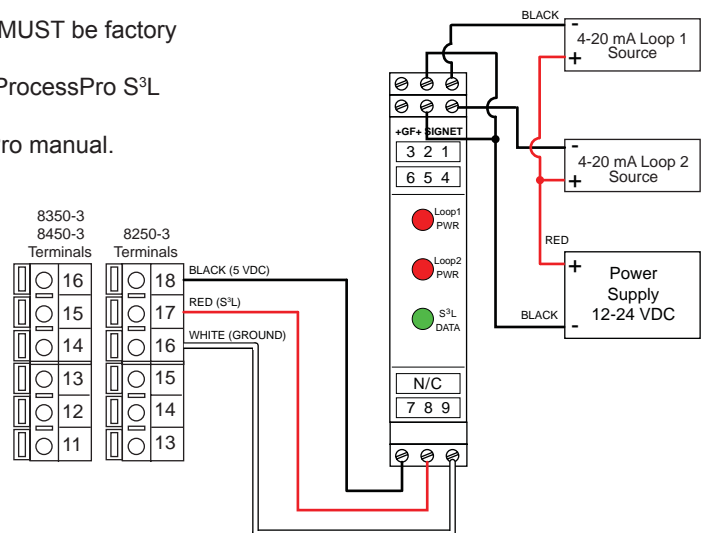 MUST be factory
ProcessPro S³L
ro manual.
BLACK
-
4-20 mA Loop 1
Source
+
+GF+ SIGNET
3 2 1
6 5 4
-
4-20 mA Loop 2
Source
+
8350-3
8450-3
Terminals
8250-3
Terminals
Loop1
PWR
Loop2
PWR
S³L
DATA
RED
+
Power
Supply
12-24 VDC
BLACK
-
16
15
14
13
12
11
18
17
16
15
14
13
BLACK (5 VDC)
RED (S³L)
WHITE (GROUND)
N/C
7 8 9